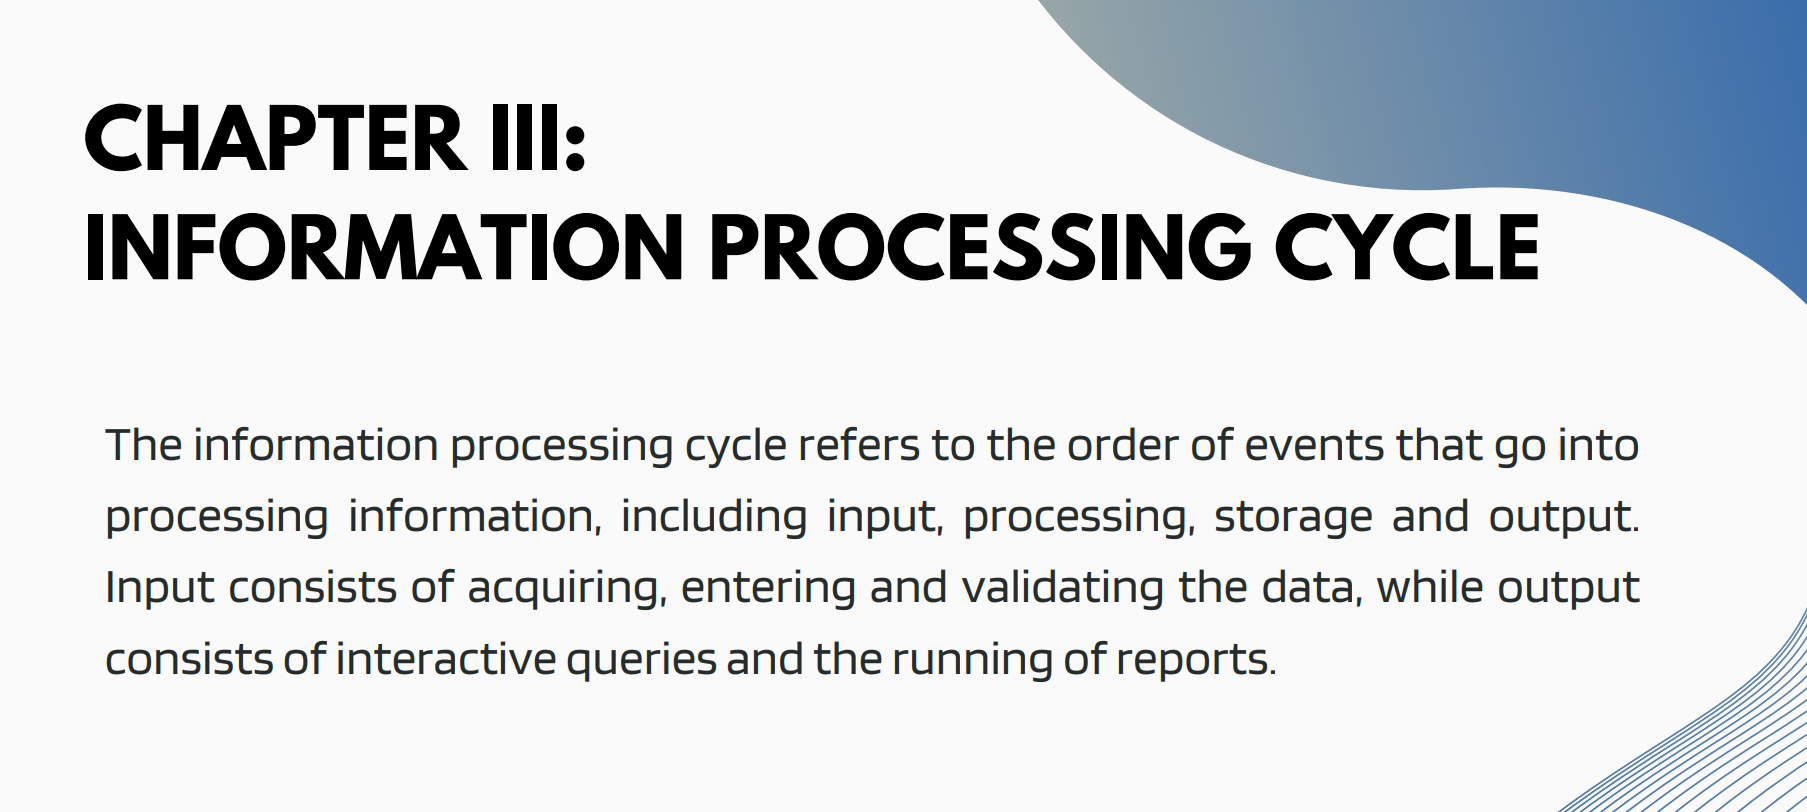 CHAPTER III:
INFORMATION PROCESSING CYCLE
The information processing cycle refers to the order of events that go into
processing information, including input, processing, storage and output.
Input consists of acquiring, entering and validating the data, while output
consists of interactive queries and the running of reports.